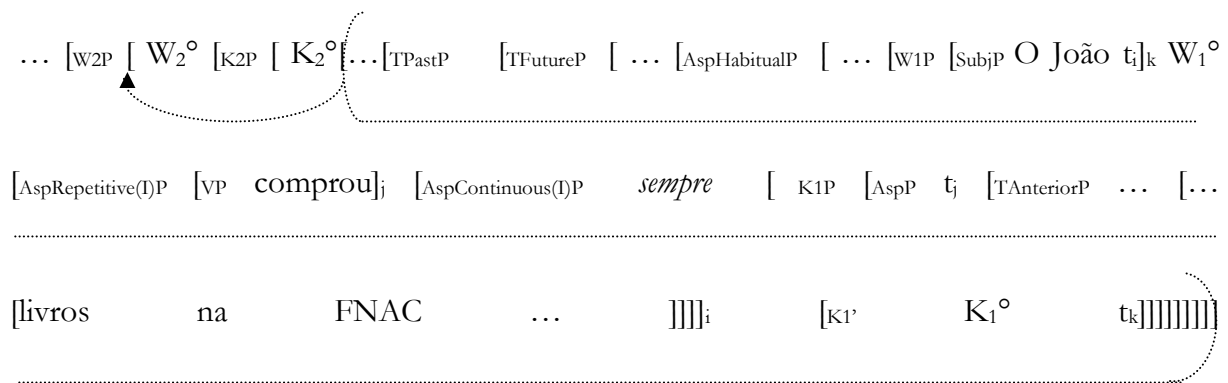 … [W2P [ W2° [K2P [ K2°[…[TPastP [TFutureP [ … [AspHabitualP [ … [W1P [SubjP O João ti]k W1°
[AspRepetitive(I)P [VP comprou]j [AspContinuous(I)P sempre [ K1P [AspP tj [TAnteriorP … […
[livros na FNAC … ]]]]i [K1’ K1° tk]]]]]]]]]